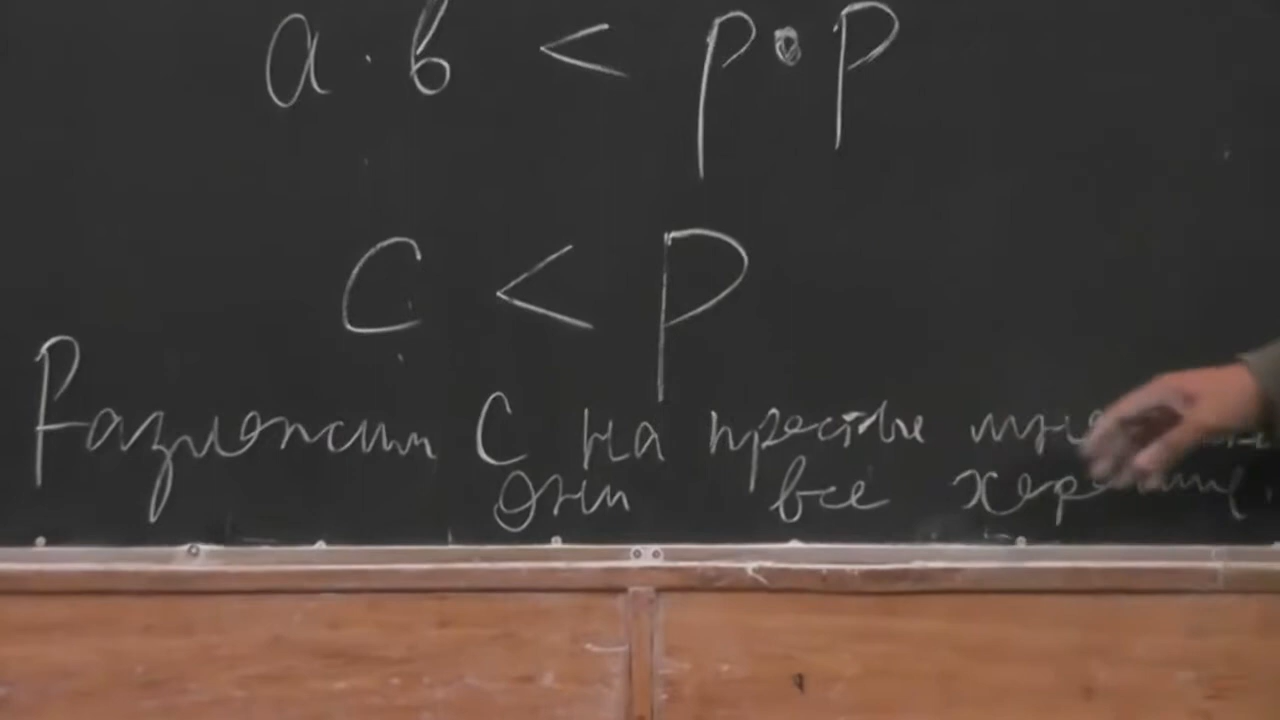 a · b < p · p
c < p
Разложим C на простые
они все хорошие.